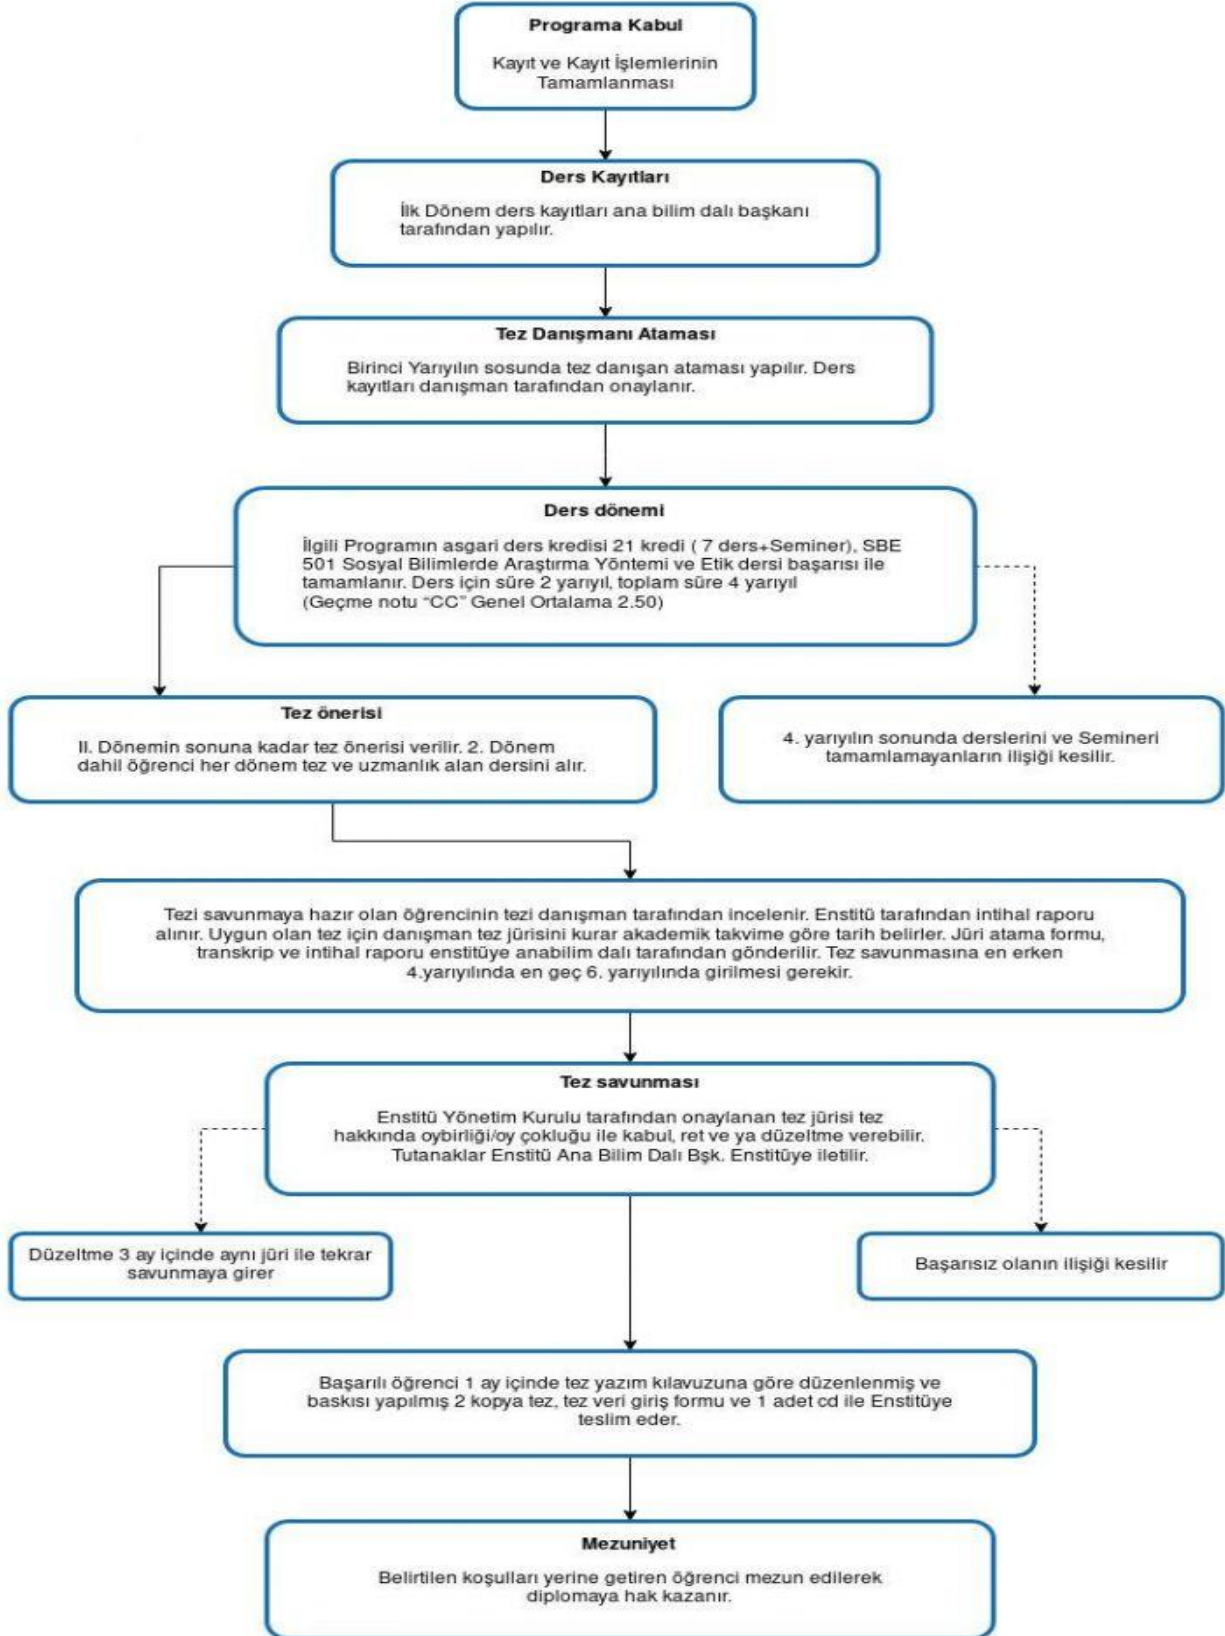 Programa Kabul
Kayıt ve Kayıt İşlemlerinin
Tamamlanması
Ders Kayıtları
İlk Dönem ders kayıtları ana bilim dalı başkanı
tarafından yapılır.
Tez Danışmanı Ataması
Birinci Yarıyılın sosunda tez danışan ataması yapılır. Ders
kayıtları danışman tarafından onaylanır.
Ders dönemi
İlgili Programın asgari ders kredisi 21 kredi ( 7 ders+Seminer), SBE
501 Sosyal Bilimlerde Araştırma Yöntemi ve Etik dersi başarısı ile
tamamlanır. Ders için süre 2 yarıyıl, toplam süre 4 yarıyıl
(Geçme notu “CC” Genel Ortalama 2.50)
Tez önerisi
II. Dönemin sonuna kadar tez önerisi verilir. 2. Dönem
dahil öğrenci her dönem tez ve uzmanlık alan dersini alır.
4. yarıyılın sonunda derslerini ve Semineri
tamamlamayanların ilişiği kesilir.
Tezi savunmaya hazır olan öğrencinin tezi danışman tarafından incelenir. Enstitü tarafından intihal raporu
alınır. Uygun olan tez için danışman tez jürisini kurar akademik takvime göre tarih belirler. Jüri atama formu,
transkrip ve intihal raporu enstitüye anabilim dalı tarafından gönderilir. Tez savunmasına en erken
4.yarıyılında en geç 6. yarıyılında girilmesi gerekir.
Tez savunması
Enstitü Yönetim Kurulu tarafından onaylanan tez jürisi tez
hakkında oybirliği/oy çokluğu ile kabul, ret ve ya düzeltme verebilir.
Tutanaklar Enstitü Ana Bilim Dalı Bşk. Enstitüye iletilir.
Düzeltme 3 ay içinde aynı jüri ile tekrar
savunmaya girer
Başarısız olanın ilişiği kesilir
Başarılı öğrenci 1 ay içinde tez yazım kılavuzuna göre düzenlenmiş ve
baskısı yapılmış 2 kopya tez, tez veri giriş formu ve 1 adet cd ile Enstitüye
teslim eder.
Mezuniyet
Belirtilen koşulları yerine getiren öğrenci mezun edilerek
diplomaya hak kazanır.